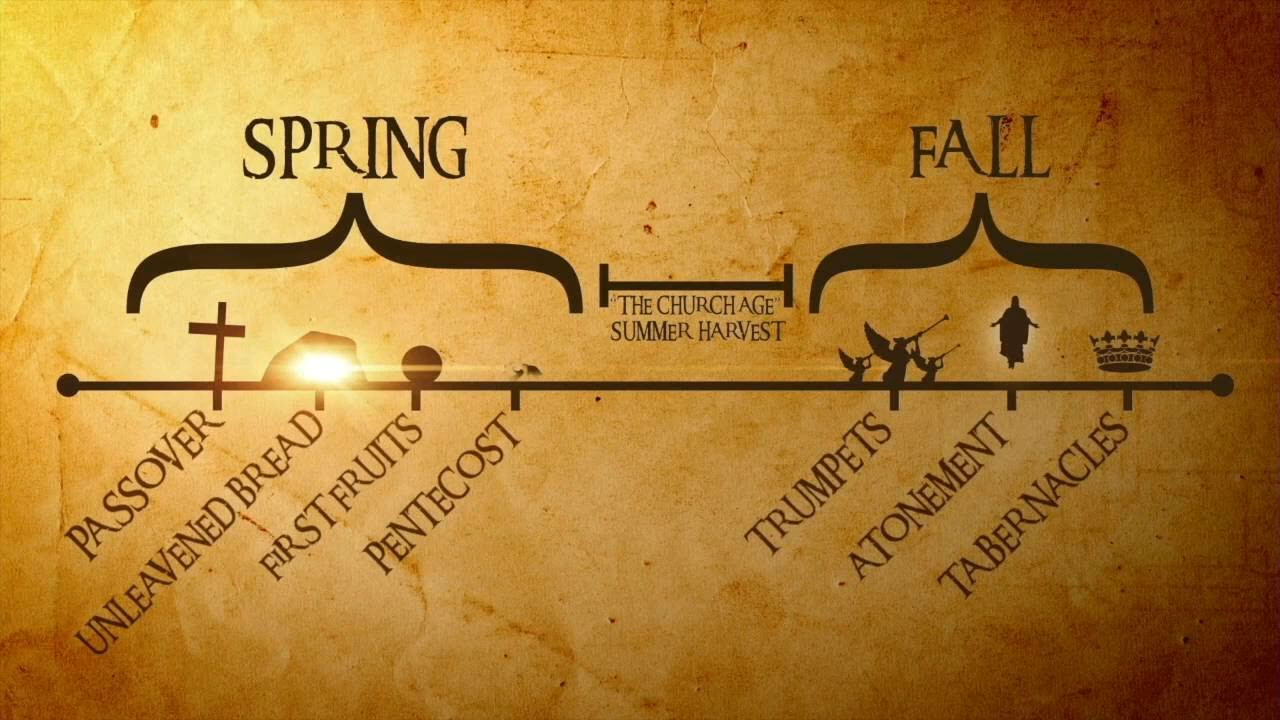 SPRING
FALL
"THE CHURCH AGE"
SUMMER HARVEST
PASSOVER
UNLEAVENED BREAD
FIRST FRUITS
PENTECOST
TRUMPETS
ATONEMENT
TABERNACLES